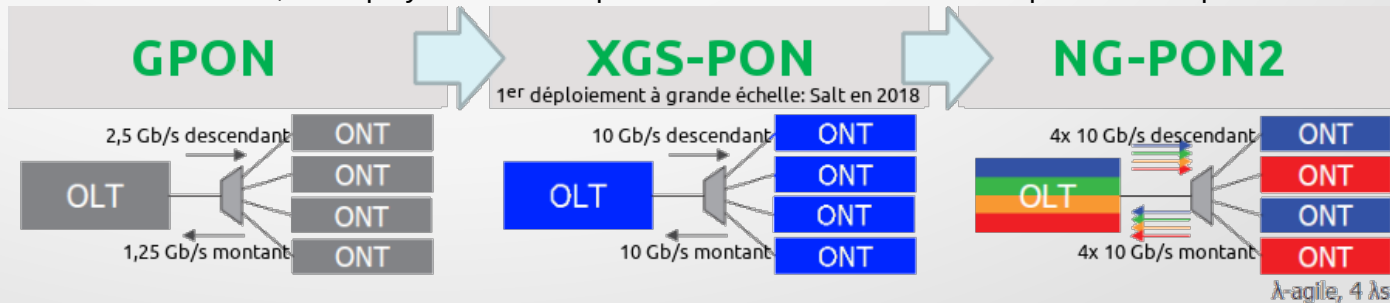 GPON
XGS-PON
1er déploiement à grande échelle: Salt en 2018
NG-PON2
2,5 Gb/s descendant
OLT
1,25 Gb/s montant
ONT
ONT
ONT
ONT
10 Gb/s descendant
OLT
10 Gb/s montant
ONT
ONT
ONT
ONT
4x 10 Gb/s descendant
OLT
4x 10 Gb/s montant
ONT
ONT
ONT
ONT
λ-agile, 4 λs